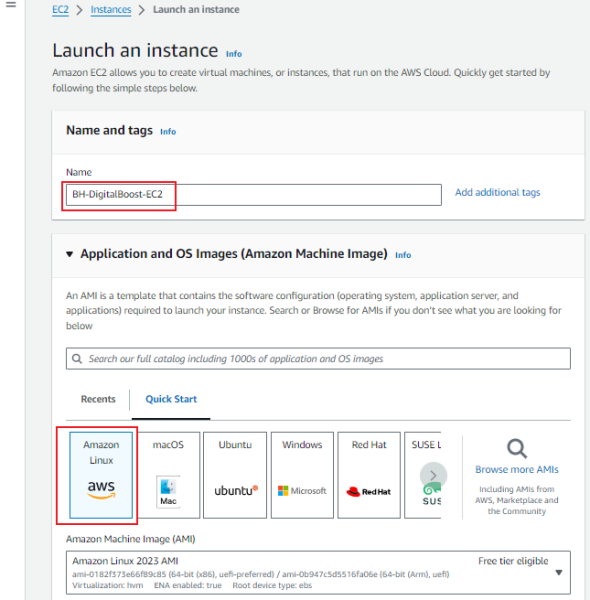 EC2 > Instances > Launch an instance
Launch an instance Info
Amazon EC2 allows you to create virtual machines, or instances, that run on the AWS Cloud. Quickly get started by
following the simple steps below.
Name and tags Info
Name
BH-DigitalBoost-EC2
Add additional tags
▼ Application and OS Images (Amazon Machine Image) Info
An AMI is a template that contains the software configuration (operating system, application server, and
applications) required to launch your instance. Search or Browse for AMIs if you don't see what you are looking for
below
Search our full catalog including 1000s of application and OS images
Recents
Quick Start
Amazon
Linux
aws
macOS
Mac
Ubuntu
ubuntu®
Windows
Microsoft
Red Hat
Red Hat
SUSE L
SUS
Browse more AMIs
Including AMIs from
AWS, Marketplace and
the Community
Amazon Machine Image (AMI)
Amazon Linux 2023 AMI
Free tier eligible
ami-0182f373e66f89c85 (64-bit (x86), uefi-preferred) / ami-0b947c5d5516fa06e (64-bit (Arm), uefi)
Virtualization: hvm ENA enabled: true Root device type: ebs